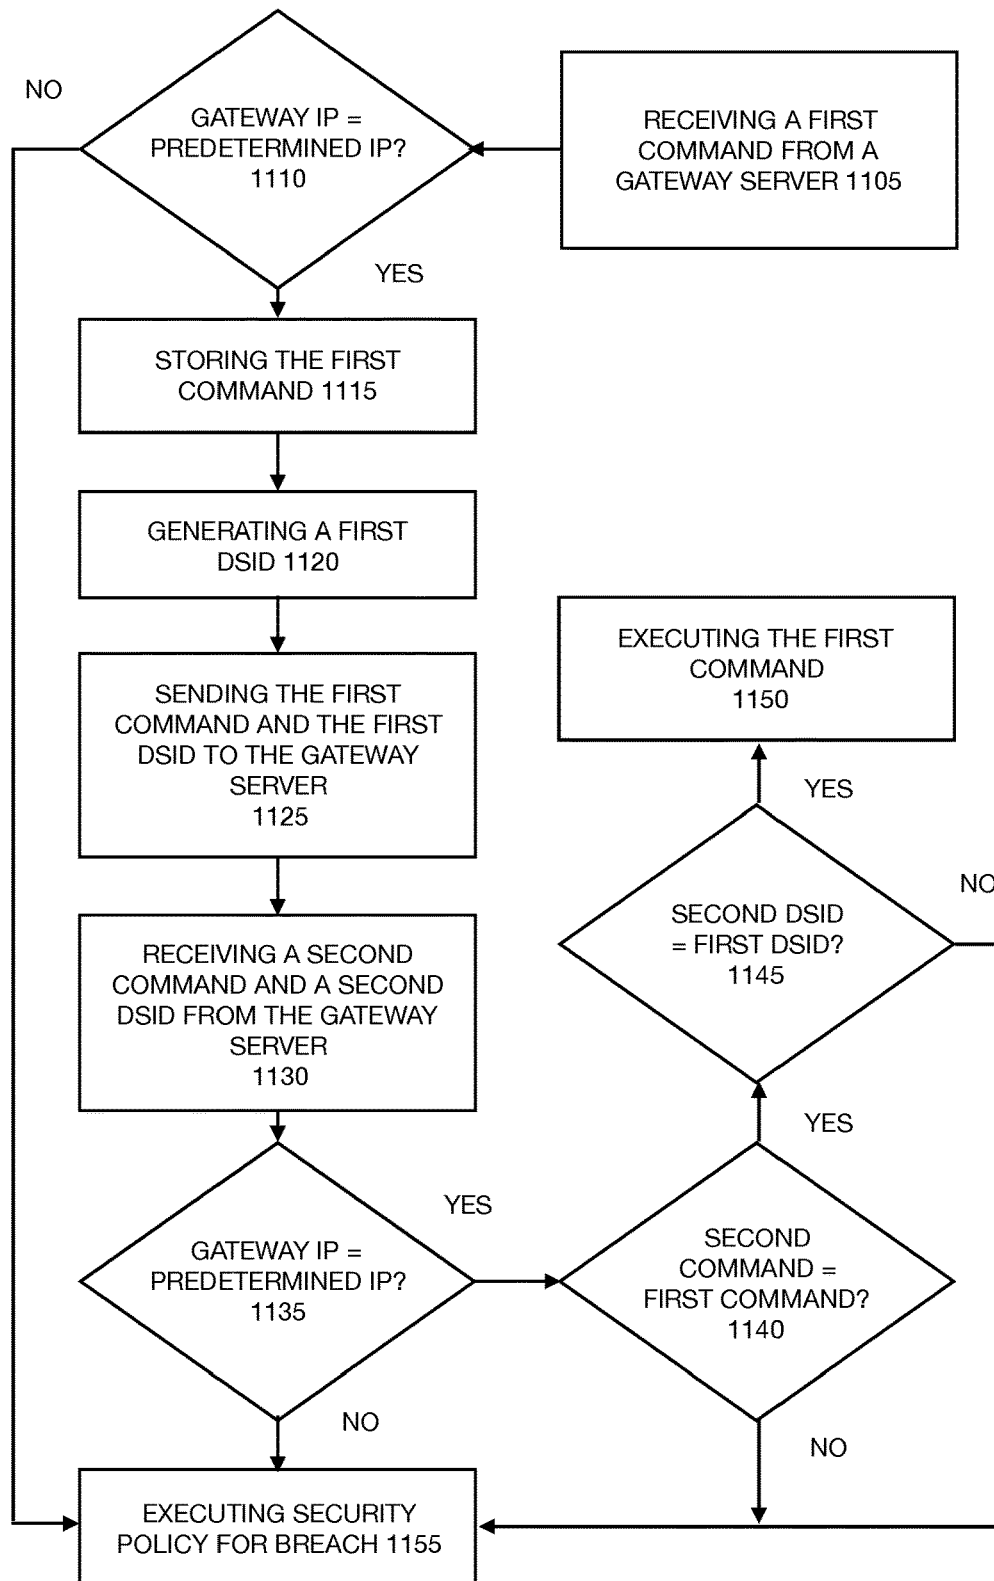 RECEIVING A FIRST
COMMAND FROM A
GATEWAY SERVER 1105
GATEWAY IP =
PREDETERMINED IP?
1110
NO
YES
STORING THE FIRST
COMMAND 1115
GENERATING A FIRST
DSID 1120
SENDING THE FIRST
COMMAND AND THE FIRST
DSID TO THE GATEWAY
SERVER
1125
RECEIVING A SECOND
COMMAND AND A SECOND
DSID FROM THE GATEWAY
SERVER
1130
GATEWAY IP =
PREDETERMINED IP?
1135
YES
NO
SECOND
COMMAND =
FIRST COMMAND?
1140
YES
NO
SECOND DSID
= FIRST DSID?
1145
YES
NO
EXECUTING THE FIRST
COMMAND
1150
EXECUTING SECURITY
POLICY FOR BREACH 1155